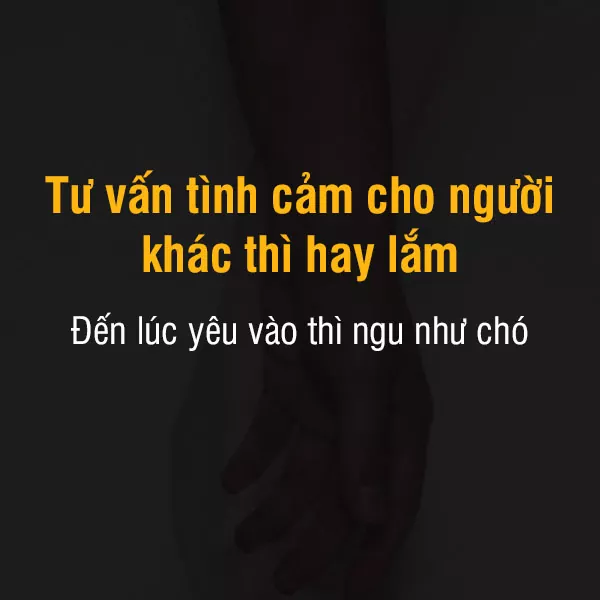 Tư vấn tình cảm cho người
khác thì hay lắm
Đến lúc yêu vào thì ngu như chó